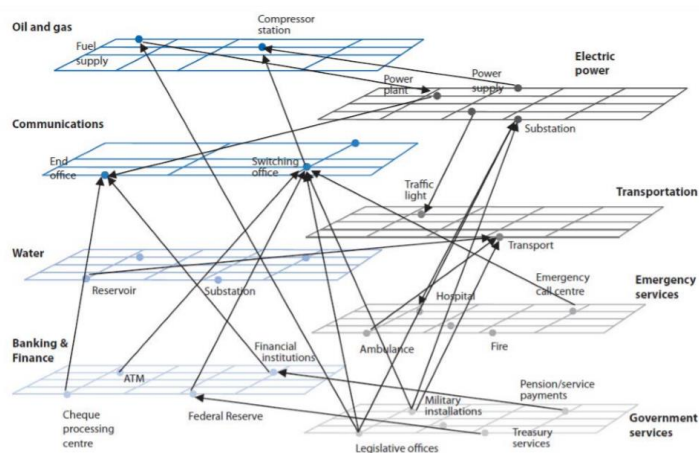 Oil and gas
Compressor
station
Fuel
supply
Electric
power
Power
plant
Power
supply
Substation
Communications
End
office
Switching
office
Traffic
light
Transportation
Transport
Water
Reservoir
Substation
Emergency
call centre
Emergency
services
Hospital
Ambulance
Fire
Banking &
Finance
Financial
institutions
ATM
Cheque
processing
centre
Federal Reserve
Military
installations
Pension/service
payments
Government
services
Legislative offices
Treasury
services